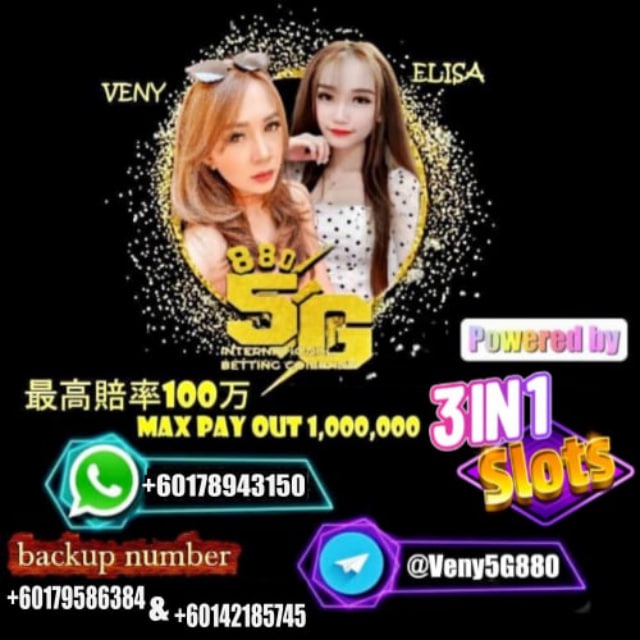 VENY
ELISA
880
5G
INTERNATIONAL
BETTING
Powered by
最高賠率100万
MAX PAY OUT 1,000,000
3IN1
Slots
+60178943150
backup number
@Veny5G880
+60179586384 & +60142185745